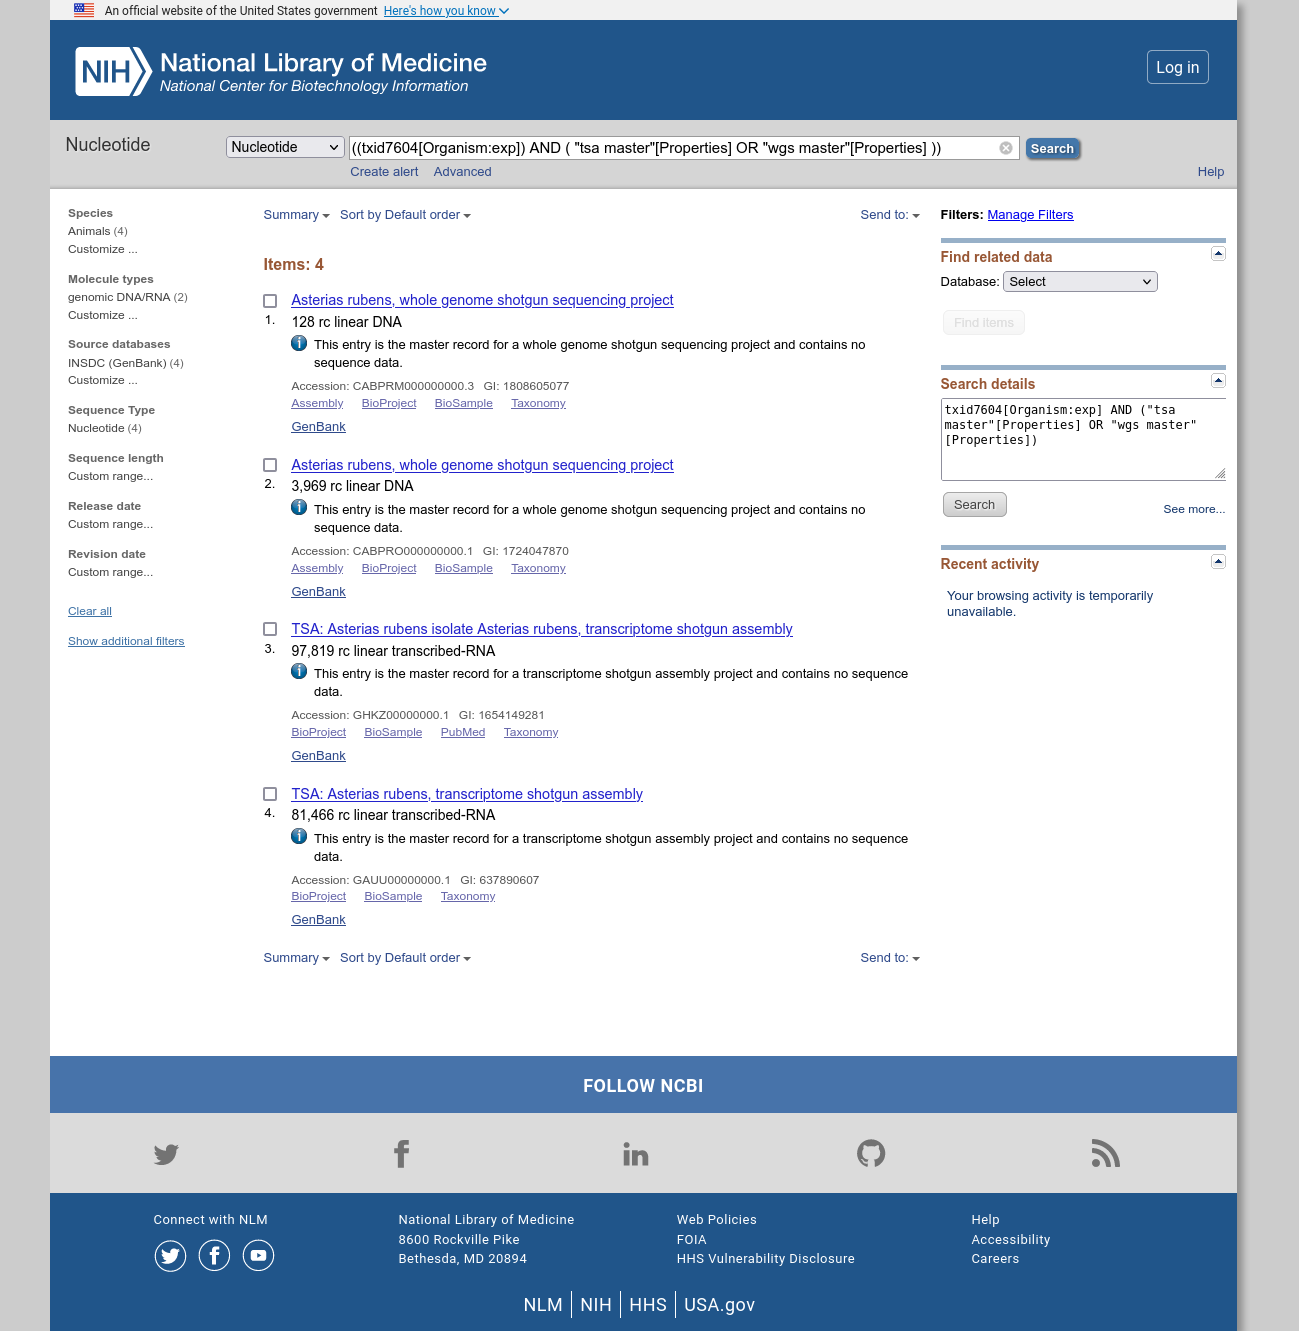 An official website of the United States government Here's how you know
NIH National Library of Medicine
National Center for Biotechnology Information
Log in
Nucleotide
Nucleotide ((txid7604[Organism:exp]) AND ( "tsa master"[Properties] OR "wgs master"[Properties] )) Search
Create alert Advanced
Help
Species
Animals (4)
Customize ...
Molecule types
genomic DNA/RNA (2)
Customize ...
Source databases
INSDC (GenBank) (4)
Customize ...
Sequence Type
Nucleotide (4)
Sequence length
Custom range...
Release date
Custom range...
Revision date
Custom range...
Clear all
Show additional filters
Summary Sort by Default order Send to:
Items: 4
Asterias rubens, whole genome shotgun sequencing project
1. 128 rc linear DNA
This entry is the master record for a whole genome shotgun sequencing project and contains no
sequence data.
Accession: CABPRM000000000.3 GI: 1808605077
Assembly BioProject BioSample Taxonomy
GenBank
Asterias rubens, whole genome shotgun sequencing project
2. 3,969 rc linear DNA
This entry is the master record for a whole genome shotgun sequencing project and contains no
sequence data.
Accession: CABPRO000000000.1 GI: 1724047870
Assembly BioProject BioSample Taxonomy
GenBank
TSA: Asterias rubens isolate Asterias rubens, transcriptome shotgun assembly
3. 97,819 rc linear transcribed-RNA
This entry is the master record for a transcriptome shotgun assembly project and contains no sequence
data.
Accession: GHKZ00000000.1 GI: 1654149281
BioProject BioSample PubMed Taxonomy
GenBank
TSA: Asterias rubens, transcriptome shotgun assembly
4. 81,466 rc linear transcribed-RNA
This entry is the master record for a transcriptome shotgun assembly project and contains no sequence
data.
Accession: GAUU00000000.1 GI: 637890607
BioProject BioSample Taxonomy
GenBank
Summary Sort by Default order Send to:
Filters: Manage Filters
Find related data
Database: Select
Find items
Search details
txid7604[Organism:exp] AND ("tsa
master"[Properties] OR "wgs master"
[Properties])
Search
See more...
Recent activity
Your browsing activity is temporarily
unavailable.
FOLLOW NCBI
Connect with NLM
National Library of Medicine
8600 Rockville Pike
Bethesda, MD 20894
Web Policies
FOIA
HHS Vulnerability Disclosure
Help
Accessibility
Careers
NLM NIH HHS USA.gov